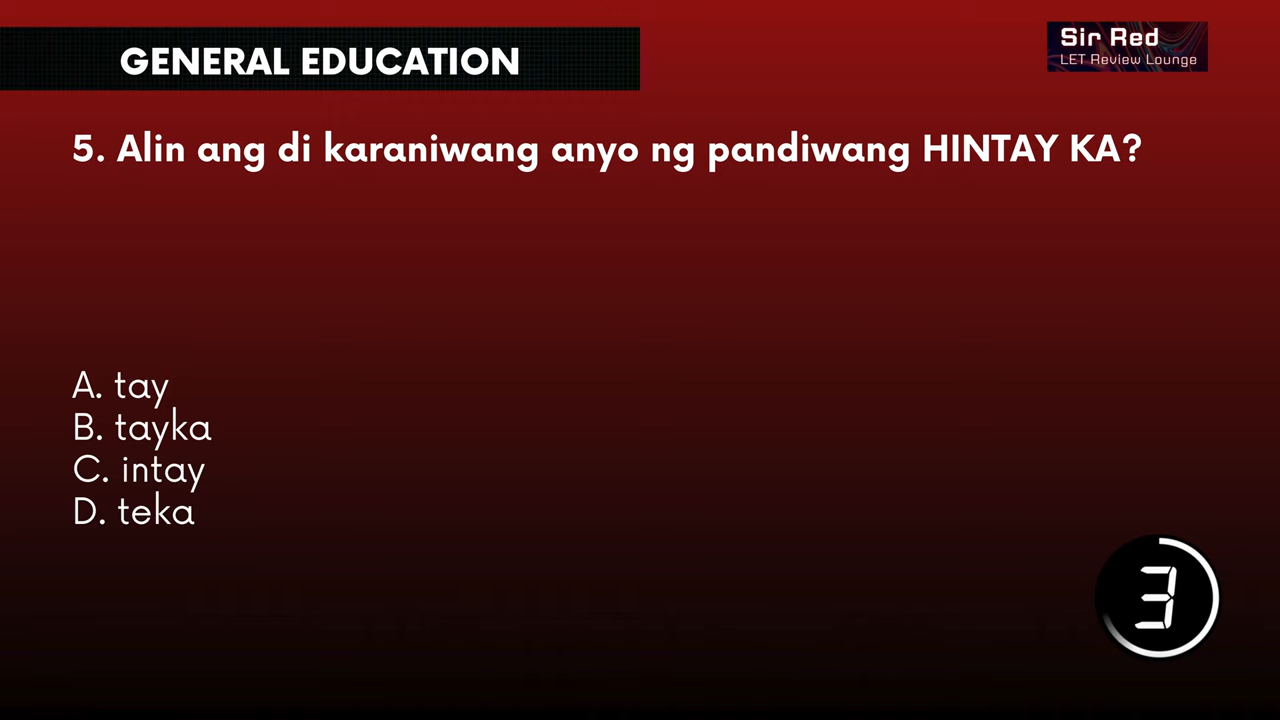 GENERAL EDUCATION
Sir Red
LET Review Lounge
5. Alin ang di karaniwang anyo ng pandiwang HINTAY KA?
A. tay
B. tayka
C. intay
D. teka
3